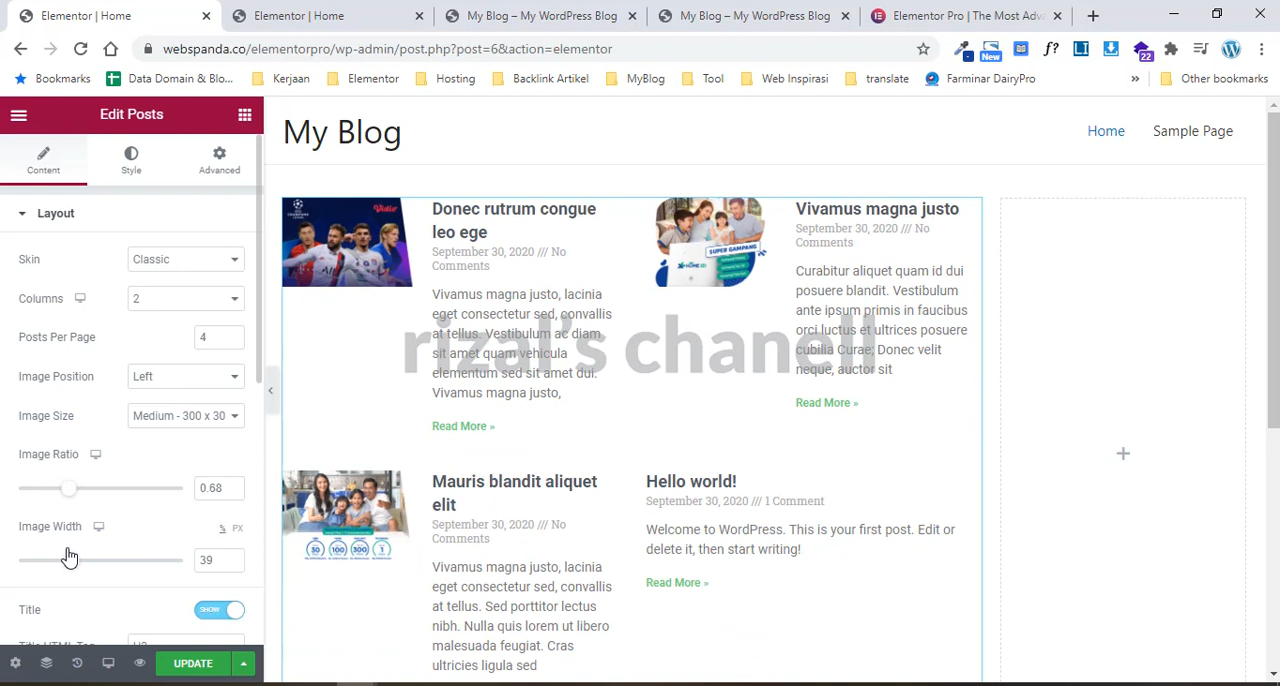 Elementor | Home
Elementor | Home
My Blog – My WordPress Blog
My Blog – My WordPress Blog
Elementor Pro | The Most Adv
webspanda.co/elementorpro/wp-admin/post.php?post=6&action=elementor
New
22
Bookmarks
Data Domain & Blo...
Kerjaan
Elementor
Hosting
Backlink Artikel
MyBlog
Tool
Web Inspirasi
translate
Farminar DairyPro
»
Other bookmarks
Edit Posts
Content
Style
Advanced
Layout
Skin
Classic
Columns
2
Posts Per Page
4
Image Position
Left
Image Size
Medium - 300 x 30
Image Ratio
0.68
Image Width
% PX
39
Title
SHOW
UPDATE
My Blog
Home
Sample Page
Vidio
Donec rutrum congue
leo ege
September 30, 2020 /// No
Comments
Vivamus magna justo, lacinia
eget consectetur sed, convallis
at tellus. Vestibulum ac diam
sit amet quam vehicula
elementum sed sit amet dui.
Vivamus magna justo,
Read More »
SUPER GAMPANG
Vivamus magna justo
September 30, 2020 /// No
Comments
Curabitur aliquet quam id dui
posuere blandit. Vestibulum
ante ipsum primis in faucibus
orci luctus et ultrices posuere
cubilia Curae; Donec velit
neque, auctor sit
Read More »
rizal's chanell
Mauris blandit aliquet
elit
September 30, 2020 /// No
Comments
Vivamus magna justo, lacinia
eget consectetur sed, convallis
at tellus. Sed porttitor lectus
nibh. Nulla quis lorem ut libero
malesuada feugiat. Cras
ultricies ligula sed
Hello world!
September 30, 2020 /// 1 Comment
Welcome to WordPress. This is your first post. Edit or
delete it, then start writing!
Read More »